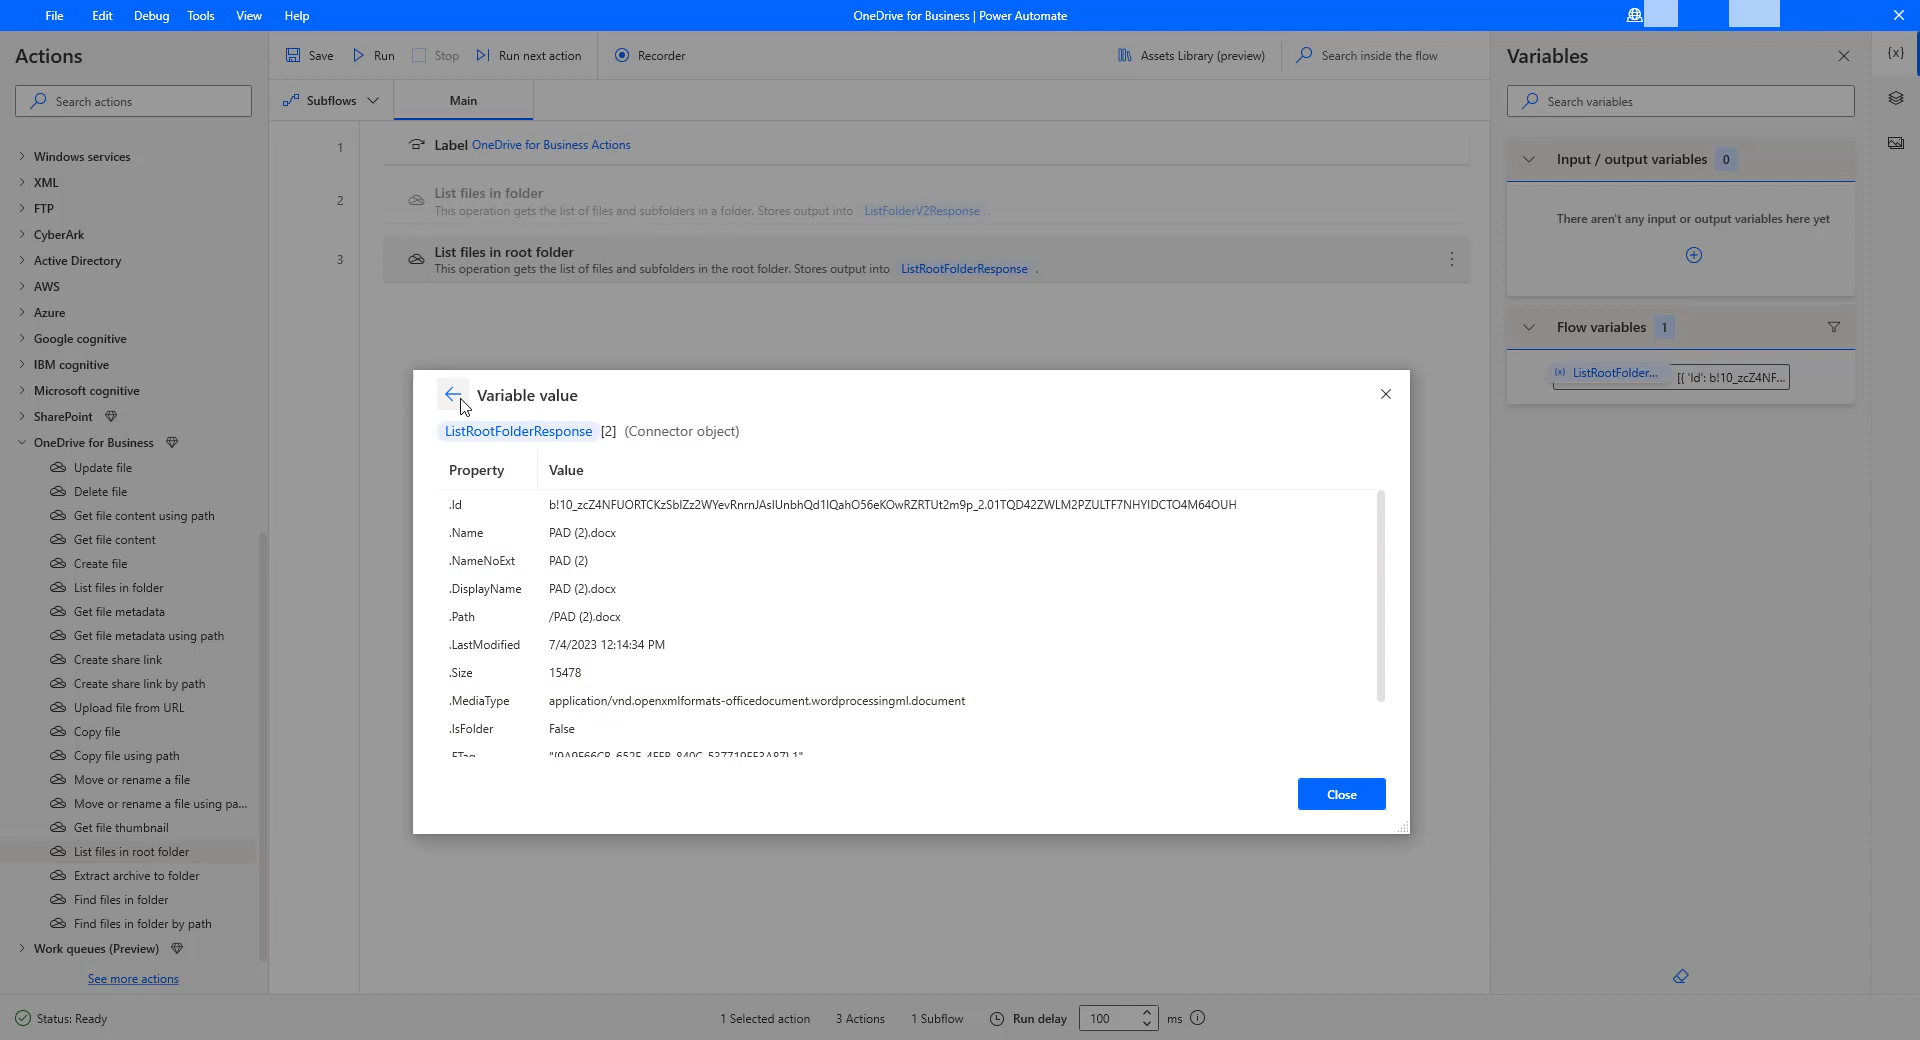 File Edit Debug Tools View Help
OneDrive for Business | Power Automate
Actions
Search actions
Windows services
XML
FTP
CyberArk
Active Directory
AWS
Azure
Google cognitive
IBM cognitive
Microsoft cognitive
SharePoint
OneDrive for Business
Update file
Delete file
Get file content using path
Get file content
Create file
List files in folder
Get file metadata
Get file metadata using path
Create share link
Create share link by path
Upload file from URL
Copy file
Copy file using path
Move or rename a file
Move or rename a file using pa...
Get file thumbnail
List files in root folder
Extract archive to folder
Find files in folder
Find files in folder by path
Work queues (Preview)
See more actions
Save Run Stop Run next action Recorder
Assets Library (preview) Search inside the flow
Subflows Main
1 Label OneDrive for Business Actions
2 List files in folder
This operation gets the list of files and subfolders in a folder. Stores output into ListFolderV2Response .
3 List files in root folder
This operation gets the list of files and subfolders in the root folder. Stores output into ListRootFolderResponse .
Variable value
ListRootFolderResponse [2] (Connector object)
Property Value
.Id b!10_zcZ4NFUORTCKzSbIZz2WYevRnrnJAsIUnbhQd1IQahO56eKOwRZRTUt2m9p_2.01TQD42ZWLM2PZULTF7NHYIDCTO4M64OUH
.Name PAD (2).docx
.NameNoExt PAD (2)
.DisplayName PAD (2).docx
.Path /PAD (2).docx
.LastModified 7/4/2023 12:14:34 PM
.Size 15478
.MediaType application/vnd.openxmlformats-officedocument.wordprocessingml.document
.IsFolder False
.ETag
Close
Variables
{x}
Search variables
Input / output variables 0
There aren't any input or output variables here yet
Flow variables 1
(x) ListRootFolder... [{ 'Id': b!10_zcZ4NF...
Status: Ready
1 Selected action 3 Actions 1 Subflow Run delay 100 ms